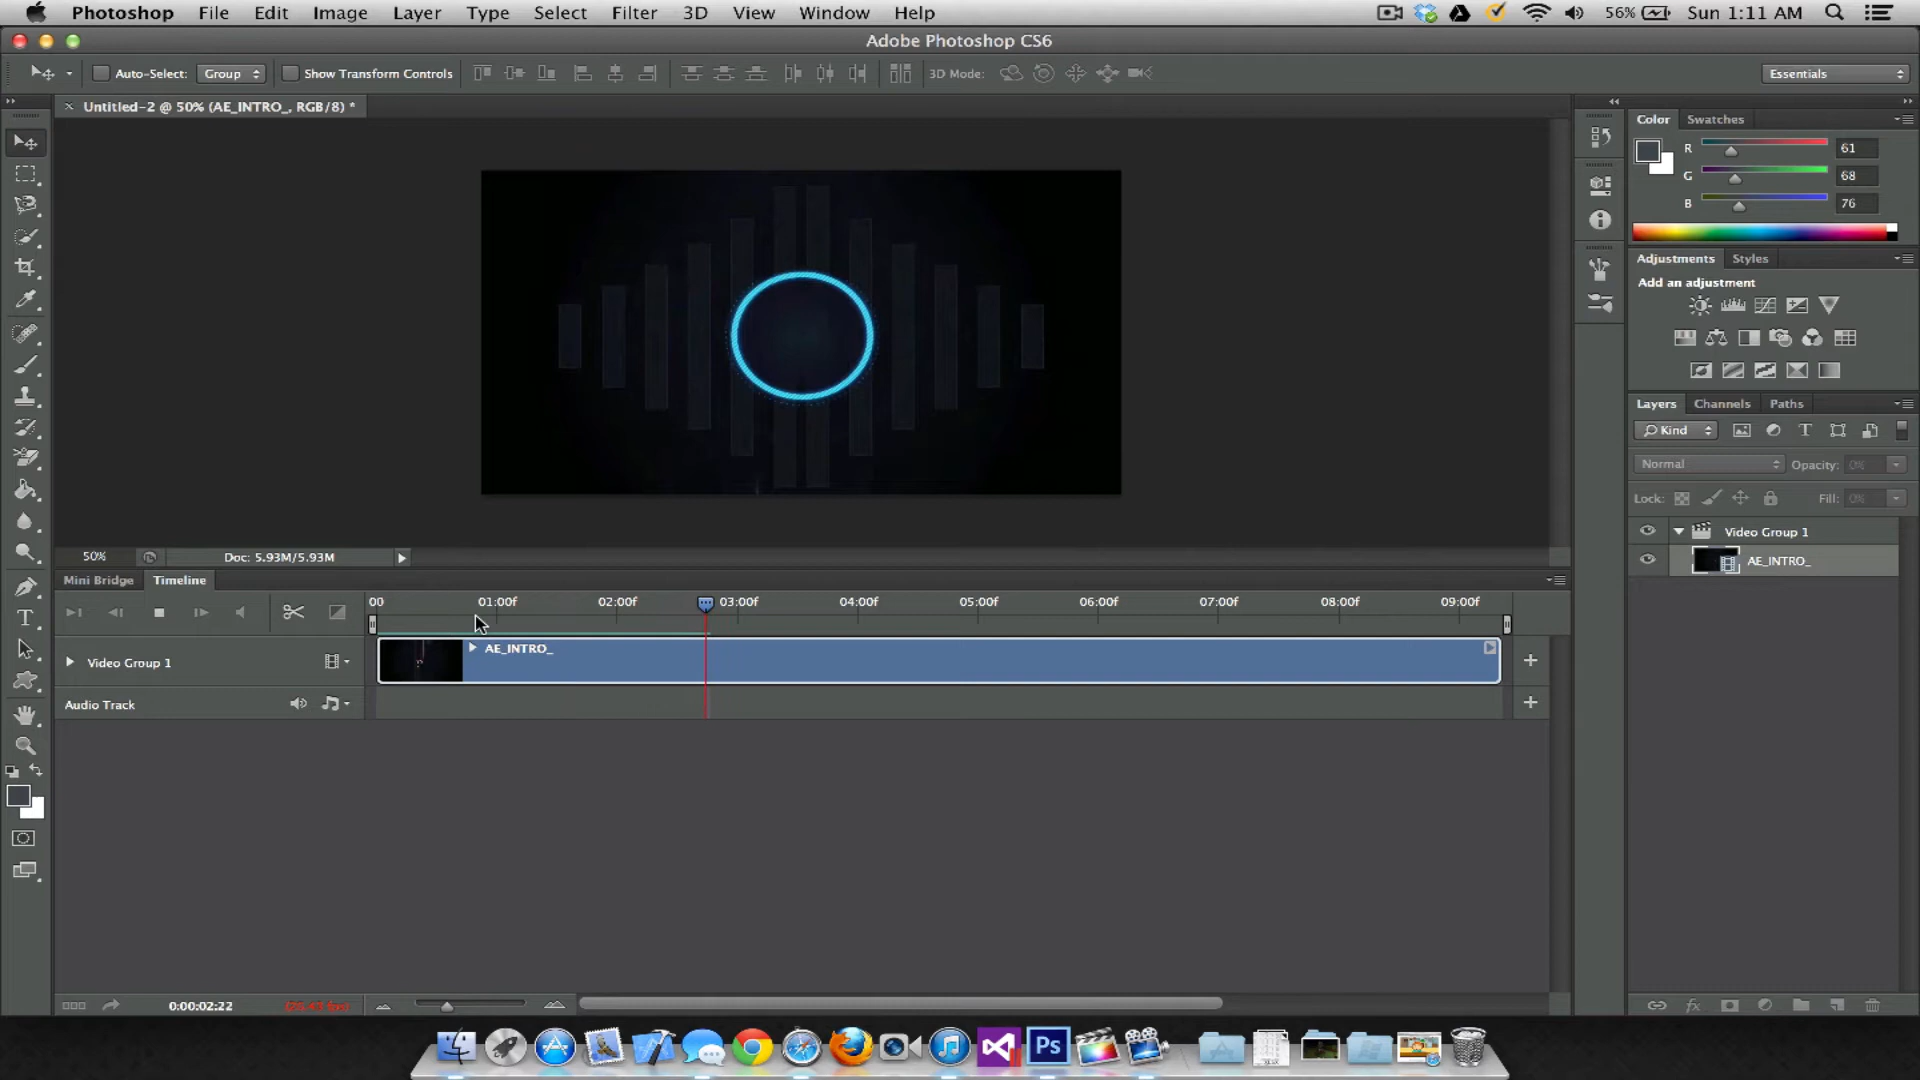 Photoshop File Edit Image Layer Type Select Filter 3D View Window Help 56% Sun 1:11 AM
Adobe Photoshop CS6
Auto-Select: Group Show Transform Controls 3D Mode: Essentials
Untitled-2 @ 50% (AE_INTRO_, RGB/8) *
Color Swatches
R 61
G 68
B 76
Adjustments Styles
Add an adjustment
Layers Channels Paths
Kind
Normal Opacity: 0%
Lock: Fill: 0%
Video Group 1
AE_INTRO_
50% Doc: 5.93M/5.93M
Mini Bridge Timeline
00 01:00f 02:00f 03:00f 04:00f 05:00f 06:00f 07:00f 08:00f 09:00f
AE_INTRO_
Video Group 1
Audio Track
0:00:02:22
Ps